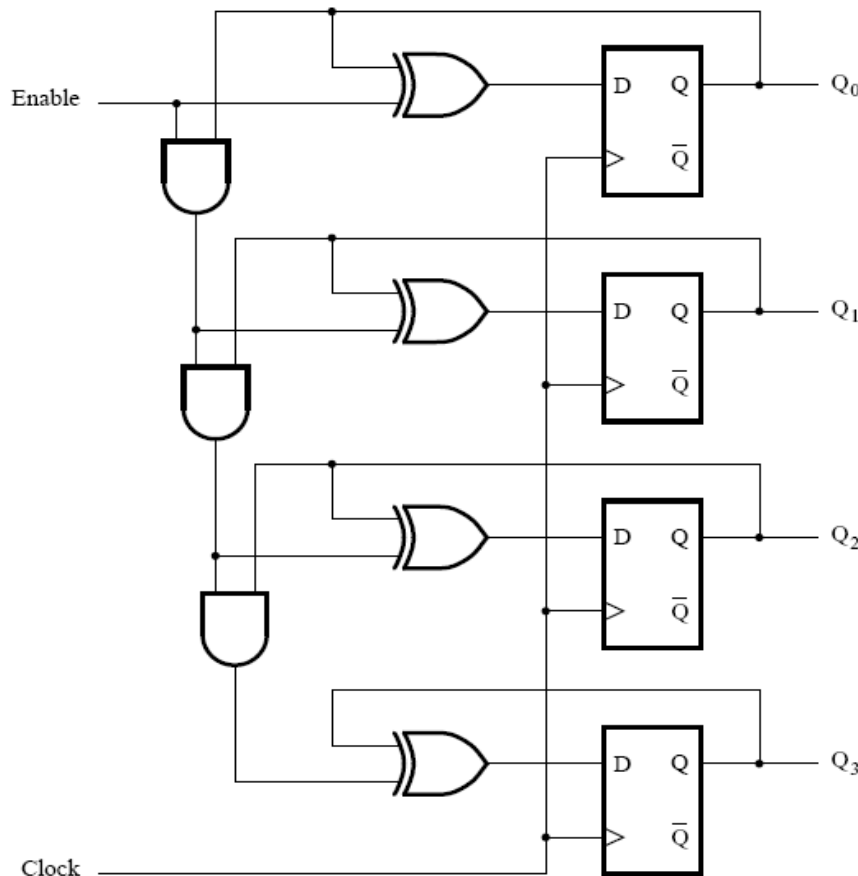 D Q Q₀
Enable
Q̅
D Q Q₁
Q̅
D Q Q₂
Q̅
D Q Q₃
Q̅
Clock